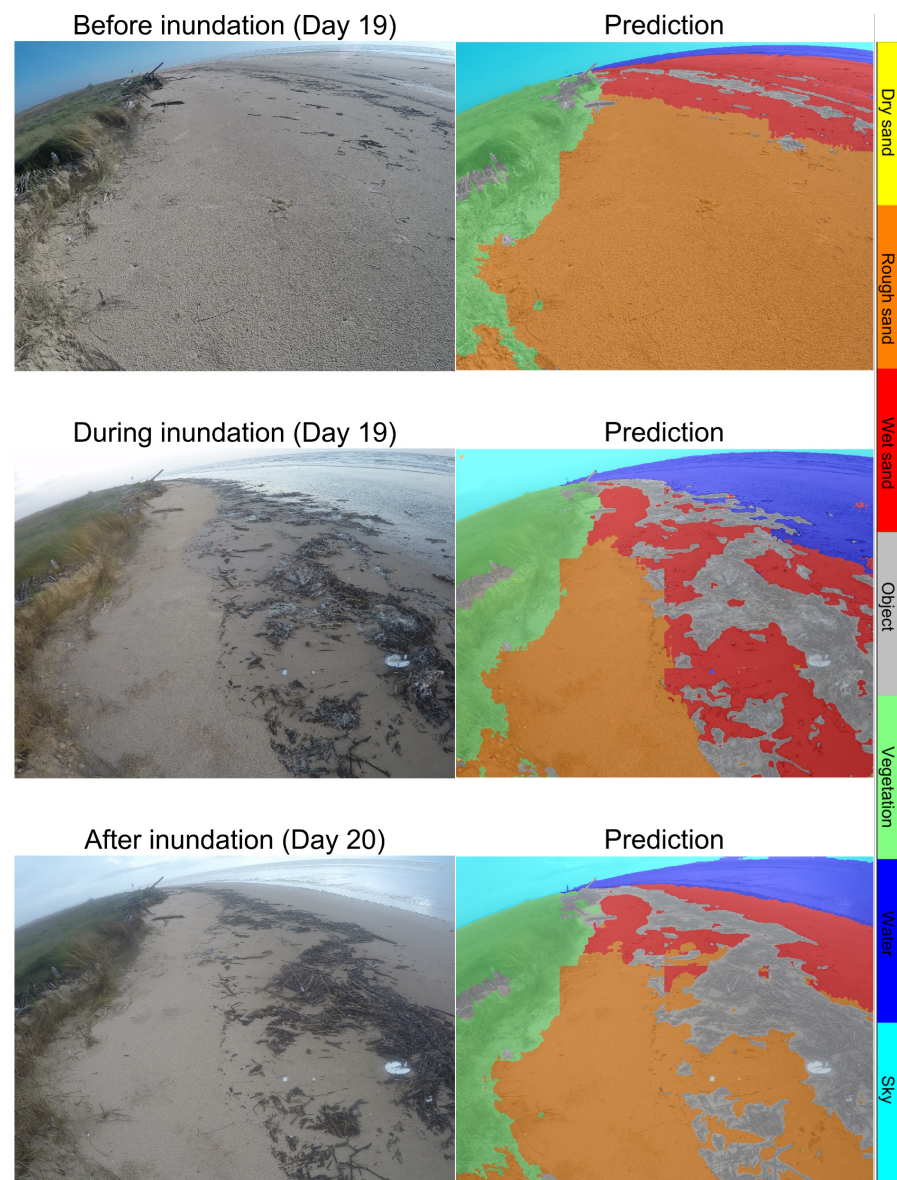 Before inundation (Day 19)
Prediction
During inundation (Day 19)
Prediction
After inundation (Day 20)
Prediction
Dry sand
Rough sand
Wet sand
Object
Vegetation
Water
Sky